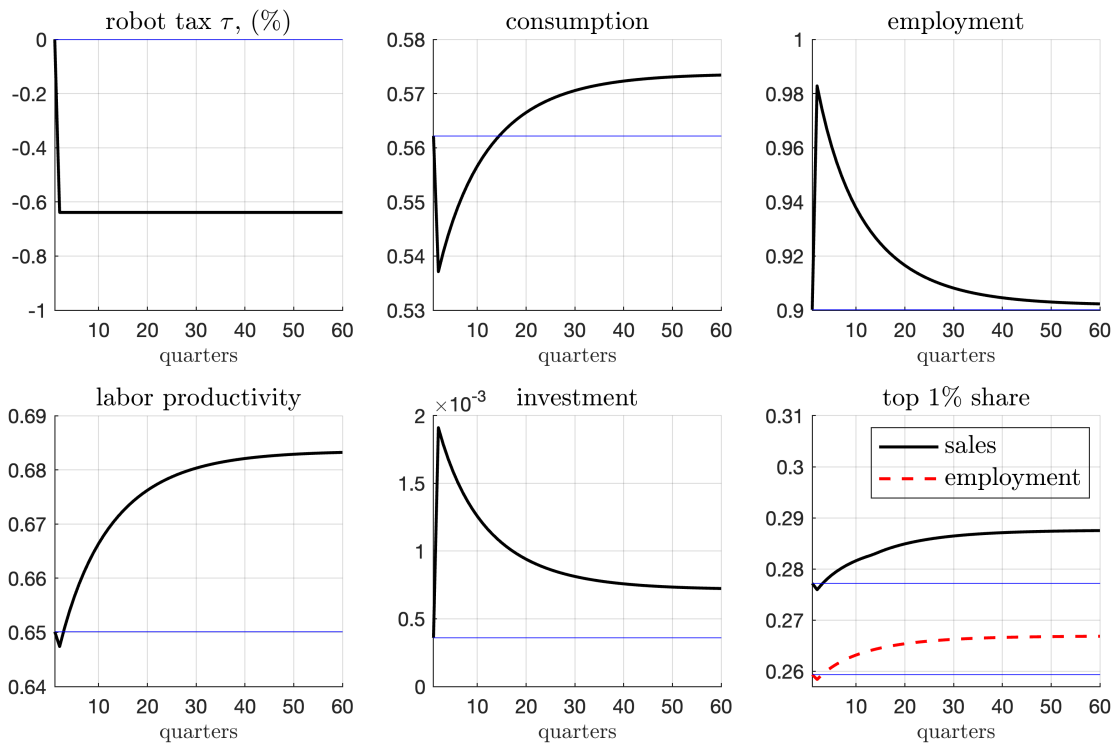 robot tax τ, (%)
0
-0.2
-0.4
-0.6
-0.8
-1
10 20 30 40 50 60
quarters
consumption
0.58
0.57
0.56
0.55
0.54
0.53
10 20 30 40 50 60
quarters
employment
1
0.98
0.96
0.94
0.92
0.9
10 20 30 40 50 60
quarters
labor productivity
0.69
0.68
0.67
0.66
0.65
0.64
10 20 30 40 50 60
quarters
×10⁻³ investment
2
1.5
1
0.5
0
10 20 30 40 50 60
quarters
top 1% share
0.31
0.3
0.29
0.28
0.27
0.26
sales
employment
10 20 30 40 50 60
quarters